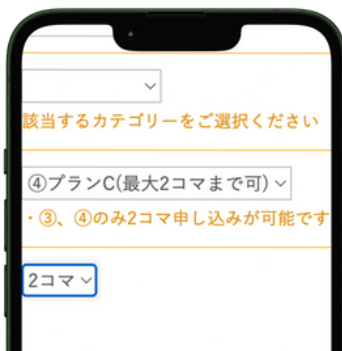 該当するカテゴリーをご選択ください
④プランC(最大2コマまで可)
・③、④のみ2コマ申し込みが可能です
2コマ